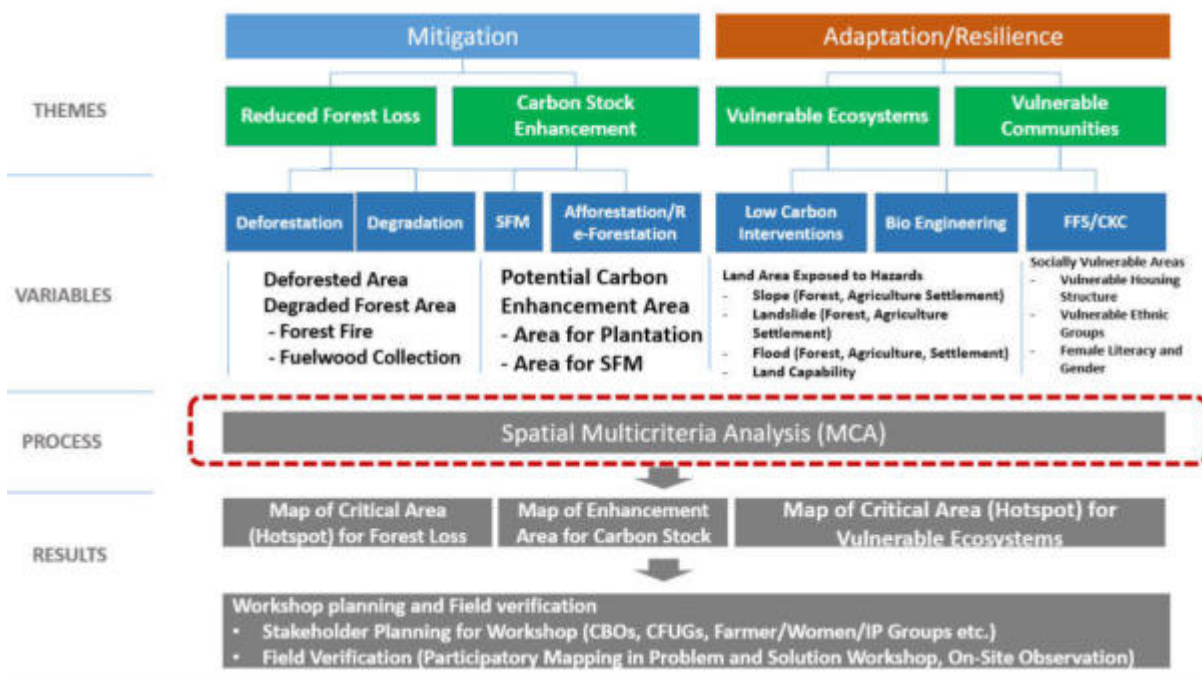 Mitigation
Adaptation/Resilience
THEMES
Reduced Forest Loss
Carbon Stock
Enhancement
Vulnerable Ecosystems
Vulnerable
Communities
Deforestation
Degradation
SFM
Afforestation/R
e-Forestation
Low Carbon
Interventions
Bio Engineering
FFS/CKC
VARIABLES
Deforested Area
Degraded Forest Area
- Forest Fire
- Fuelwood Collection
Potential Carbon
Enhancement Area
- Area for Plantation
- Area for SFM
Land Area Exposed to Hazards
- Slope (Forest, Agriculture Settlement)
- Landslide (Forest, Agriculture
Settlement)
- Flood (Forest, Agriculture, Settlement)
- Land Capability
Socially Vulnerable Areas
- Vulnerable Housing
Structure
- Vulnerable Ethnic
Groups
- Female Literacy and
Gender
PROCESS
Spatial Multicriteria Analysis (MCA)
RESULTS
Map of Critical Area
(Hotspot) for Forest Loss
Map of Enhancement
Area for Carbon Stock
Map of Critical Area (Hotspot) for
Vulnerable Ecosystems
Workshop planning and Field verification
• Stakeholder Planning for Workshop (CBOs, CFUGs, Farmer/Women/IP Groups etc.)
• Field Verification (Participatory Mapping in Problem and Solution Workshop, On-Site Observation)